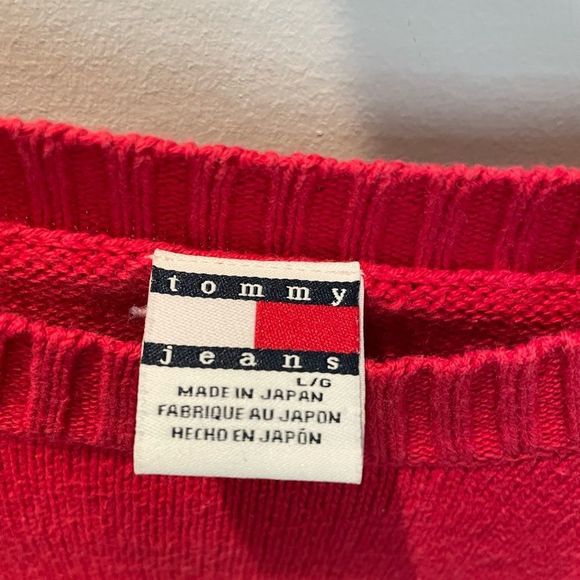 tommy
jeans
L/G
MADE IN JAPAN
FABRIQUE AU JAPON
HECHO EN JAPÓN